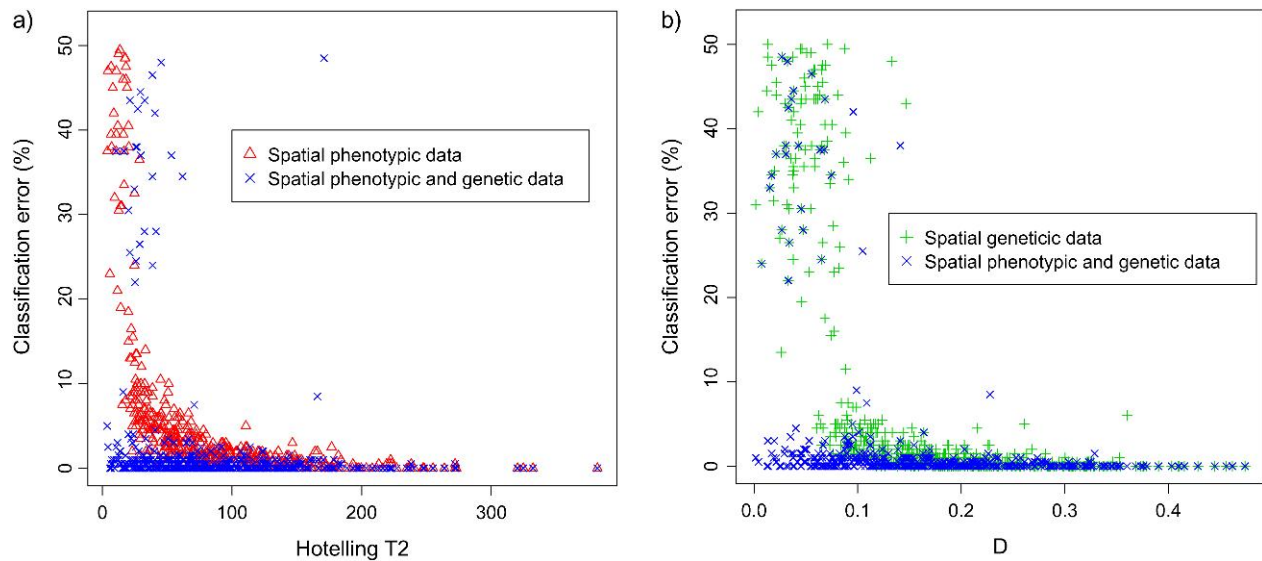 a)
Classification error (%)
50
40
30
20
10
0
Spatial phenotypic data
Spatial phenotypic and genetic data
0
100
200
300
Hotelling T2
b)
Classification error (%)
50
40
30
20
10
0
Spatial geneticic data
Spatial phenotypic and genetic data
0.0
0.1
0.2
0.3
0.4
D